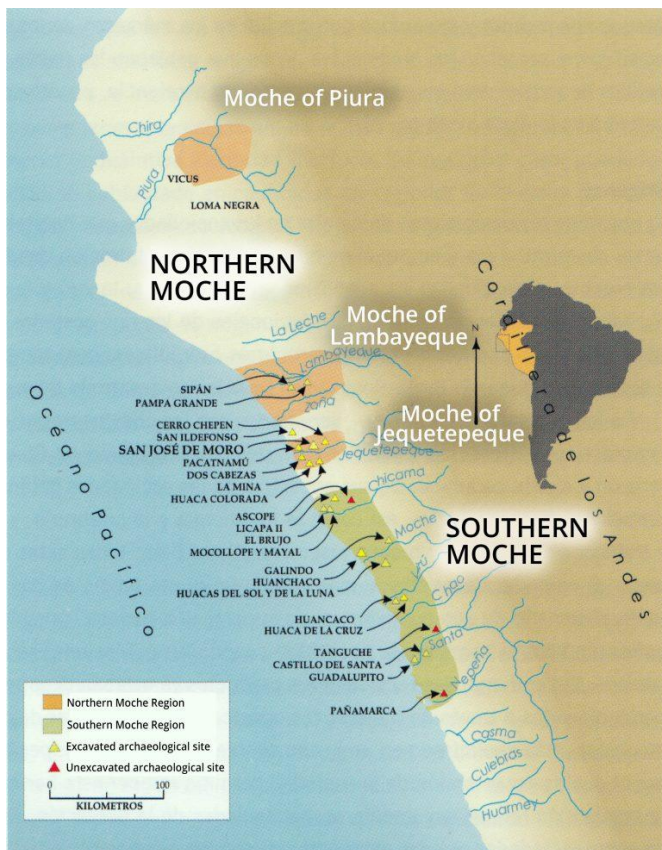 Moche of Piura
Chira
Piura
VICUS
LOMA NEGRA
NORTHERN
MOCHE
Cordillera de los Andes
Moche of
Lambayeque
La Leche
Lambayeque
N
SIPÁN
PAMPA GRANDE
Zaña
Océano Pacífico
Moche of
Jequetepeque
CERRO CHEPEN
SAN ILDEFONSO
SAN JOSÉ DE MORO
Jequetepeque
PACATNAMÚ
DOS CABEZAS
LA MINA
HUACA COLORADA
Chicama
ASCOPE
LICAPA II
EL BRUJO
MOCOLLOPE Y MAYAL
Moche
SOUTHERN
MOCHE
GALINDO
HUANCHACO
HUACAS DEL SOL Y DE LA LUNA
Virú
Chao
HUANCACO
HUACA DE LA CRUZ
Santa
TANGUCHE
CASTILLO DEL SANTA
GUADALUPITO
Nepeña
PAÑAMARCA
Casma
Culebras
Huarmey
Northern Moche Region
Southern Moche Region
Excavated archaeological site
Unexcavated archaeological site
0 100
KILOMETROS